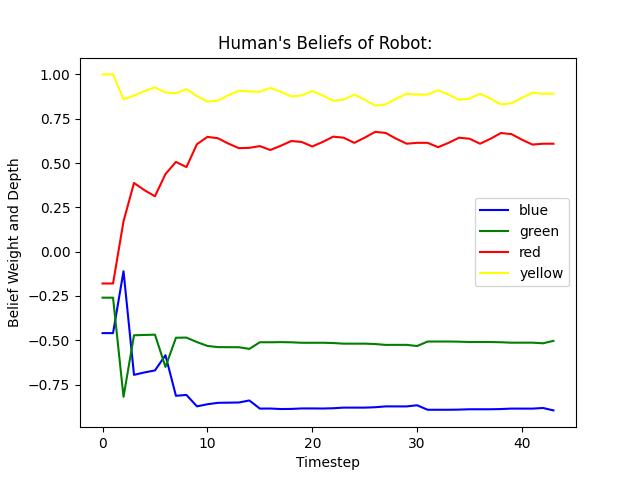 Human's Beliefs of Robot:
Belief Weight and Depth
1.00
0.75
0.50
0.25
0.00
−0.25
−0.50
−0.75
blue
green
red
yellow
0 10 20 30 40
Timestep